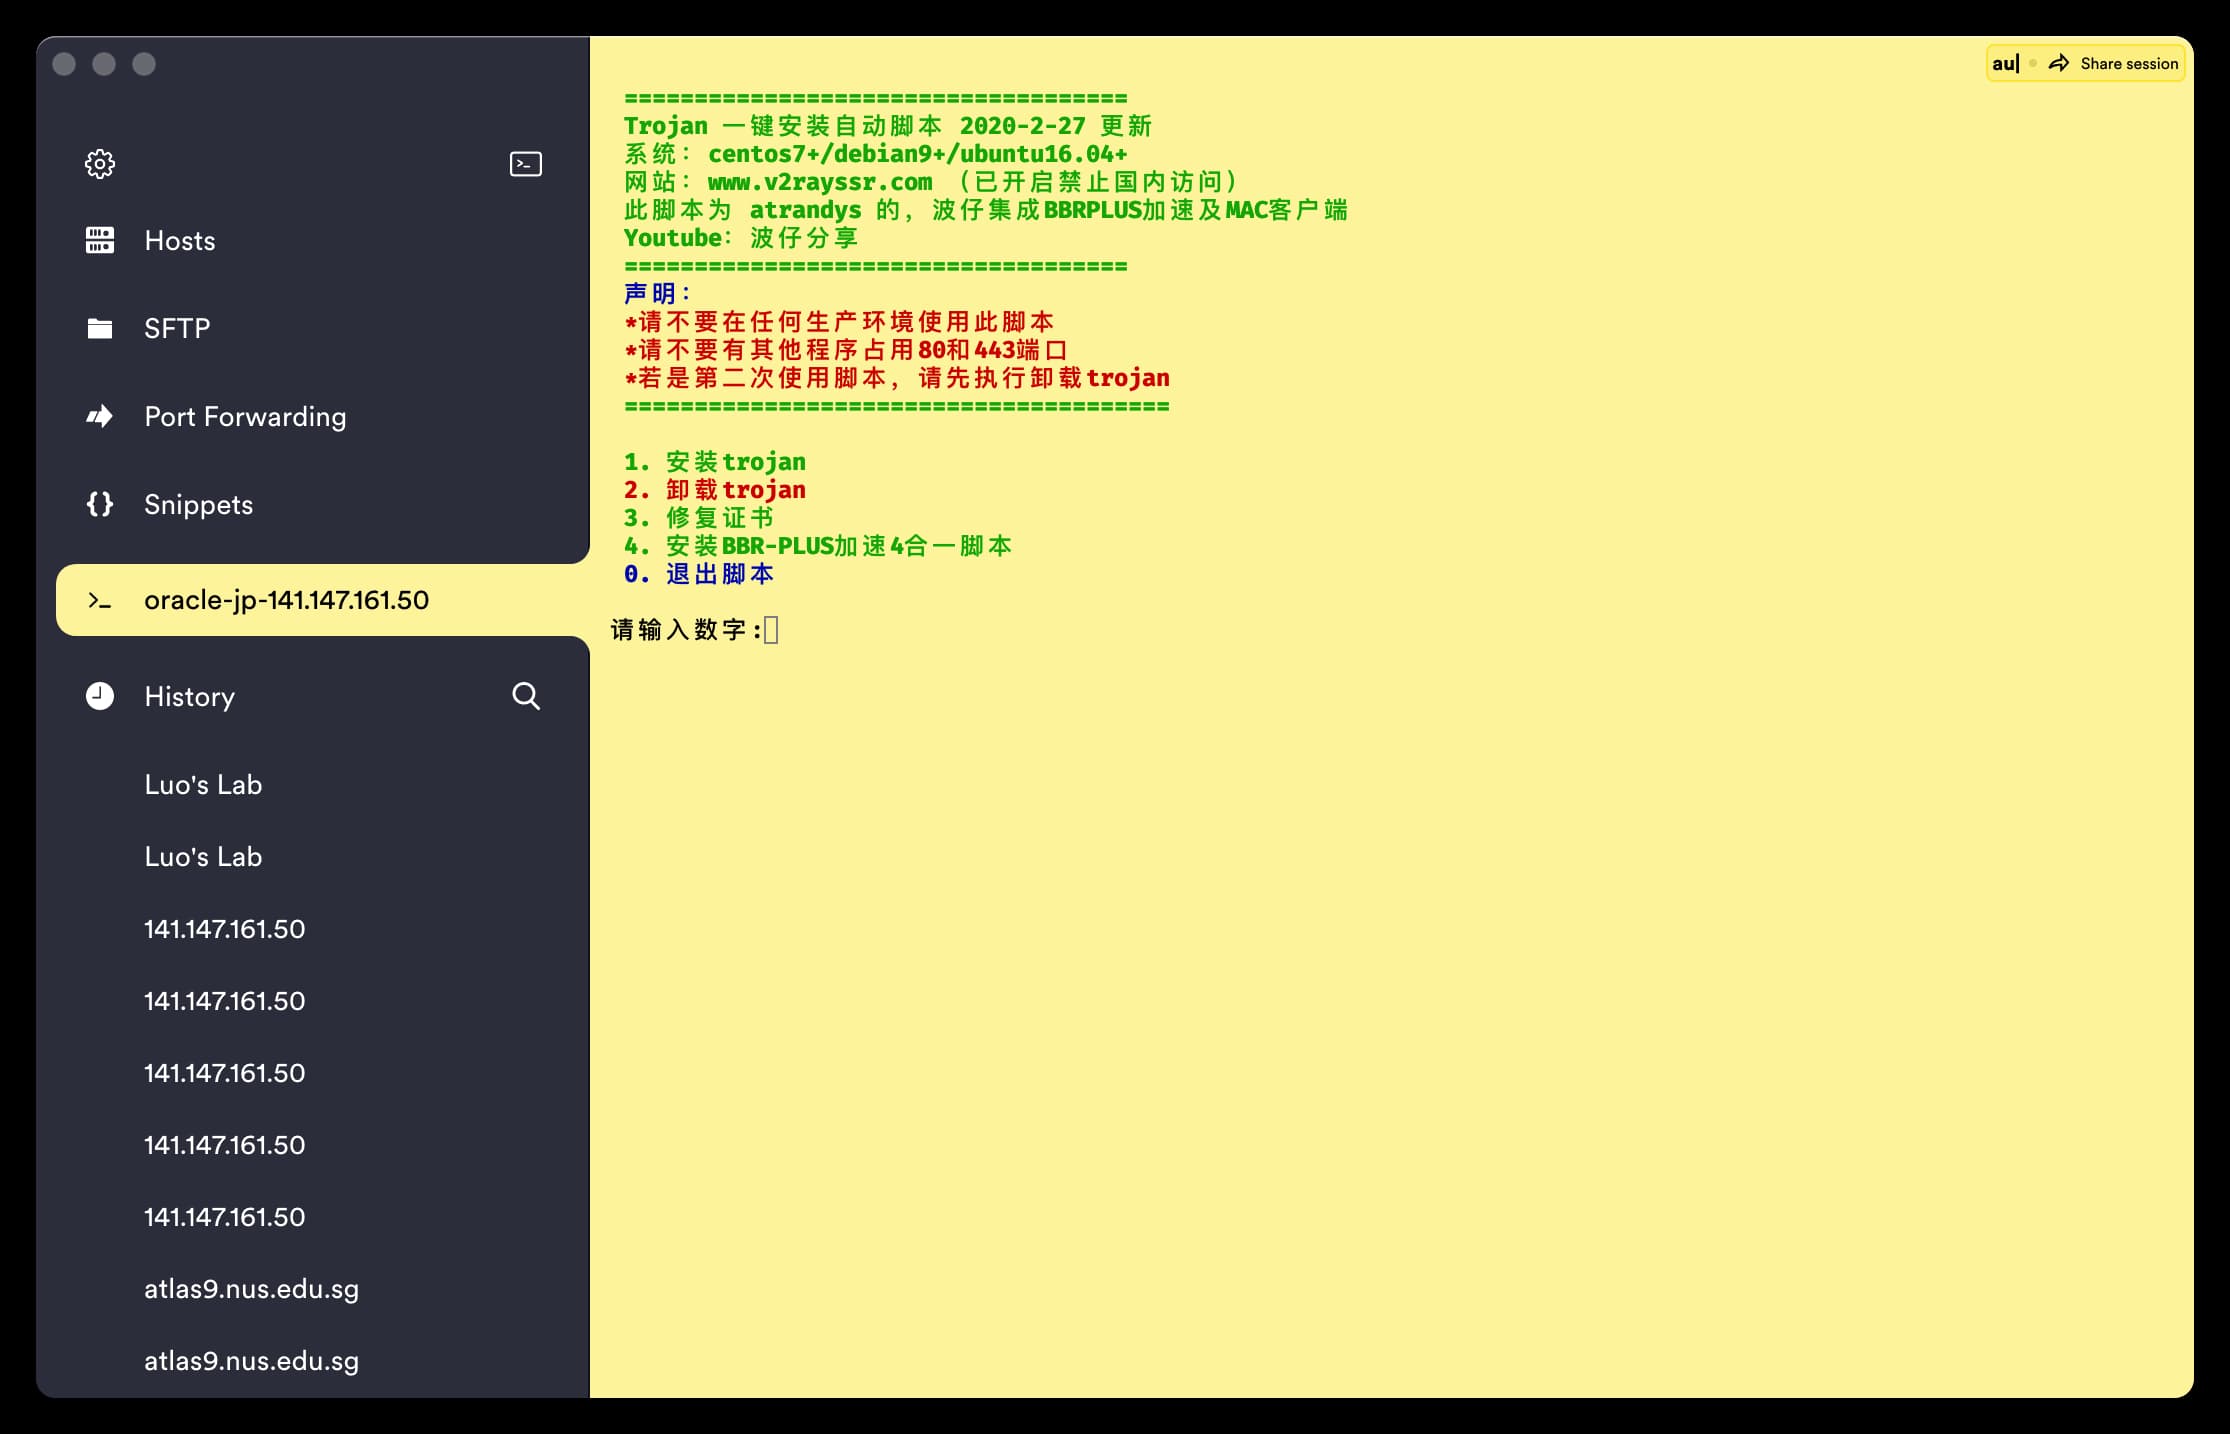 Hosts
SFTP
Port Forwarding
Snippets
oracle-jp-141.147.161.50
History
Luo's Lab
Luo's Lab
141.147.161.50
141.147.161.50
141.147.161.50
141.147.161.50
141.147.161.50
atlas9.nus.edu.sg
atlas9.nus.edu.sg
au| Share session
====================================
Trojan 一键安装自动脚本 2020-2-27 更新
系统：centos7+/debian9+/ubuntu16.04+
网站：www.v2rayssr.com （已开启禁止国内访问）
此脚本为 atrandys 的，波仔集成BBRPLUS加速及MAC客户端
Youtube：波仔分享
====================================
声明：
*请不要在任何生产环境使用此脚本
*请不要有其他程序占用80和443端口
*若是第二次使用脚本，请先执行卸载trojan
=======================================
1. 安装trojan
2. 卸载trojan
3. 修复证书
4. 安装BBR-PLUS加速4合一脚本
0. 退出脚本
请输入数字: